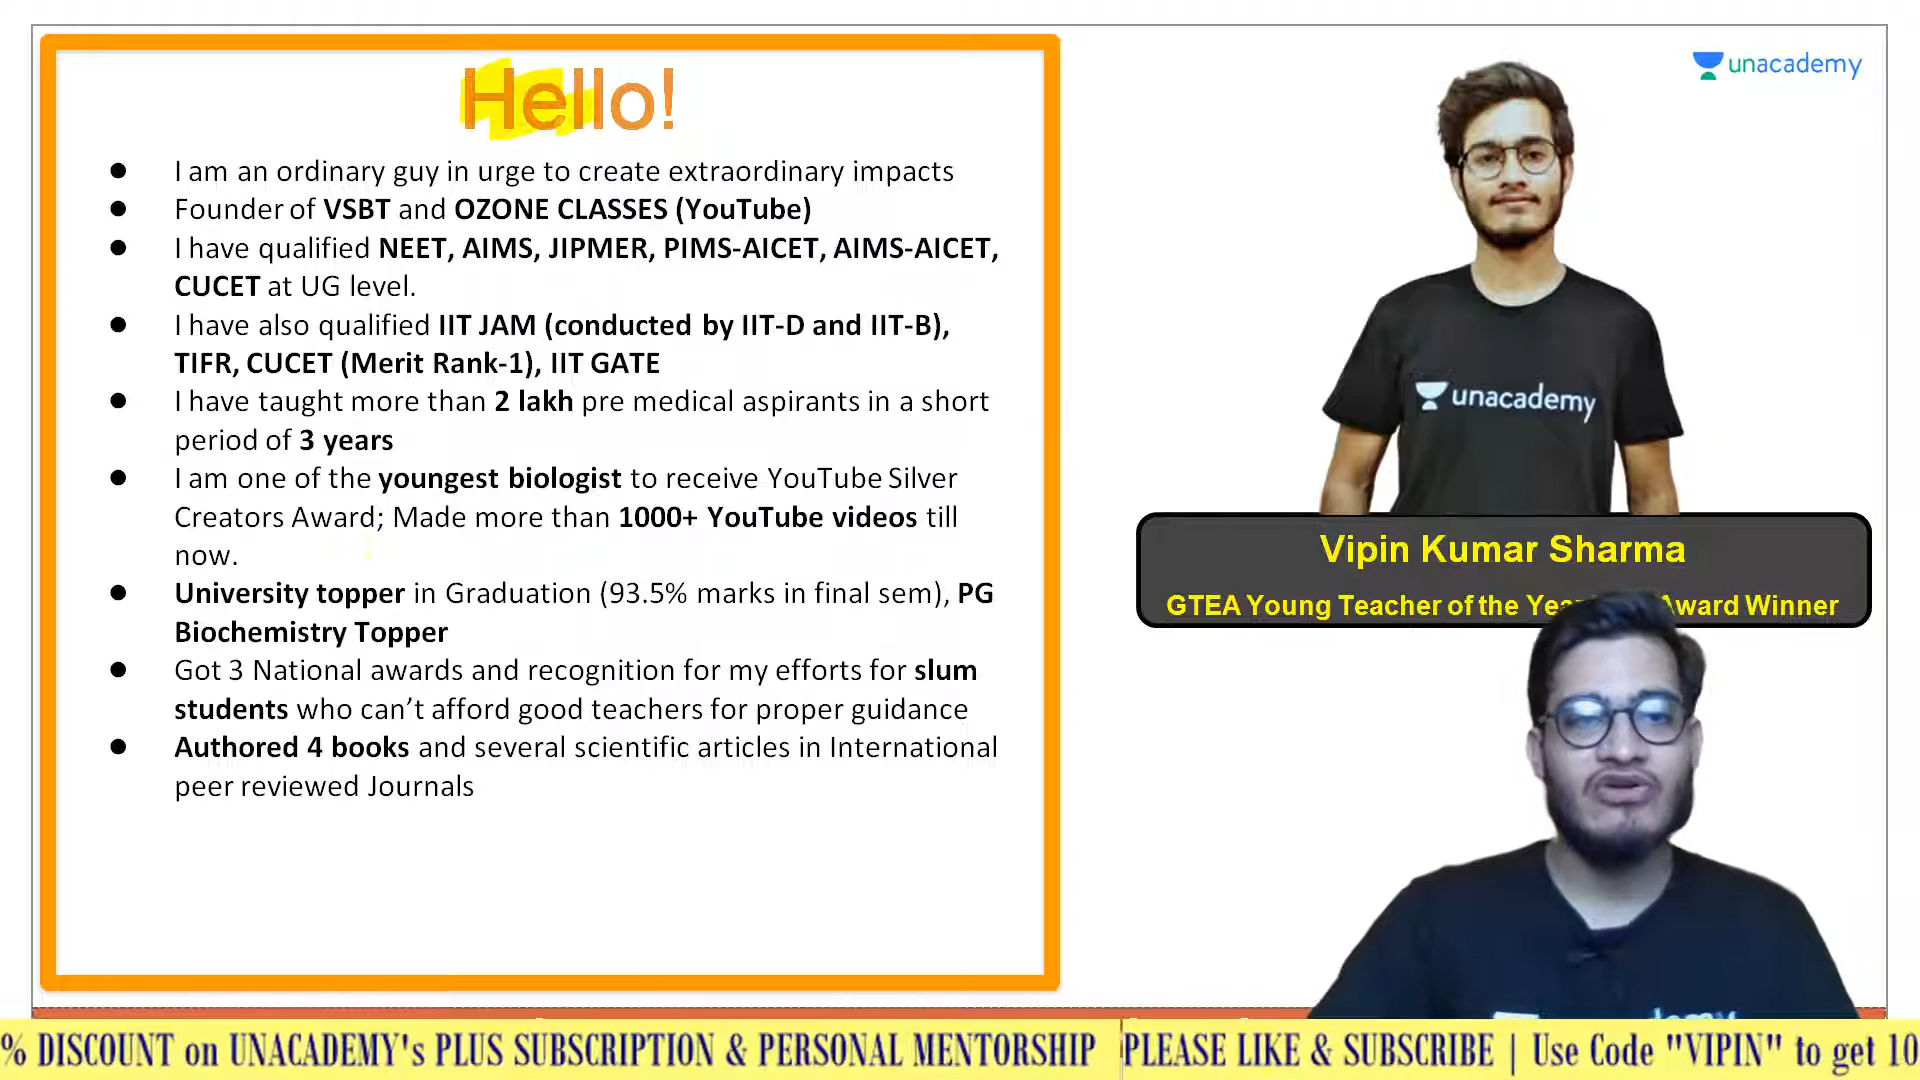 Hello!
I am an ordinary guy in urge to create extraordinary impacts
Founder of VSBT and OZONE CLASSES (YouTube)
I have qualified NEET, AIMS, JIPMER, PIMS-AICET, AIMS-AICET,
CUCET at UG level.
I have also qualified IIT JAM (conducted by IIT-D and IIT-B),
TIFR, CUCET (Merit Rank-1), IIT GATE
I have taught more than 2 lakh pre medical aspirants in a short
period of 3 years
I am one of the youngest biologist to receive YouTube Silver
Creators Award; Made more than 1000+ YouTube videos till
now.
University topper in Graduation (93.5% marks in final sem), PG
Biochemistry Topper
Got 3 National awards and recognition for my efforts for slum
students who can’t afford good teachers for proper guidance
Authored 4 books and several scientific articles in International
peer reviewed Journals
unacademy
unacademy
Vipin Kumar Sharma
GTEA Young Teacher of the Award Winner
% DISCOUNT on UNACADEMY's PLUS SUBSCRIPTION & PERSONAL MENTORSHIP PLEASE LIKE & SUBSCRIBE | Use Code "VIPIN" to get 10